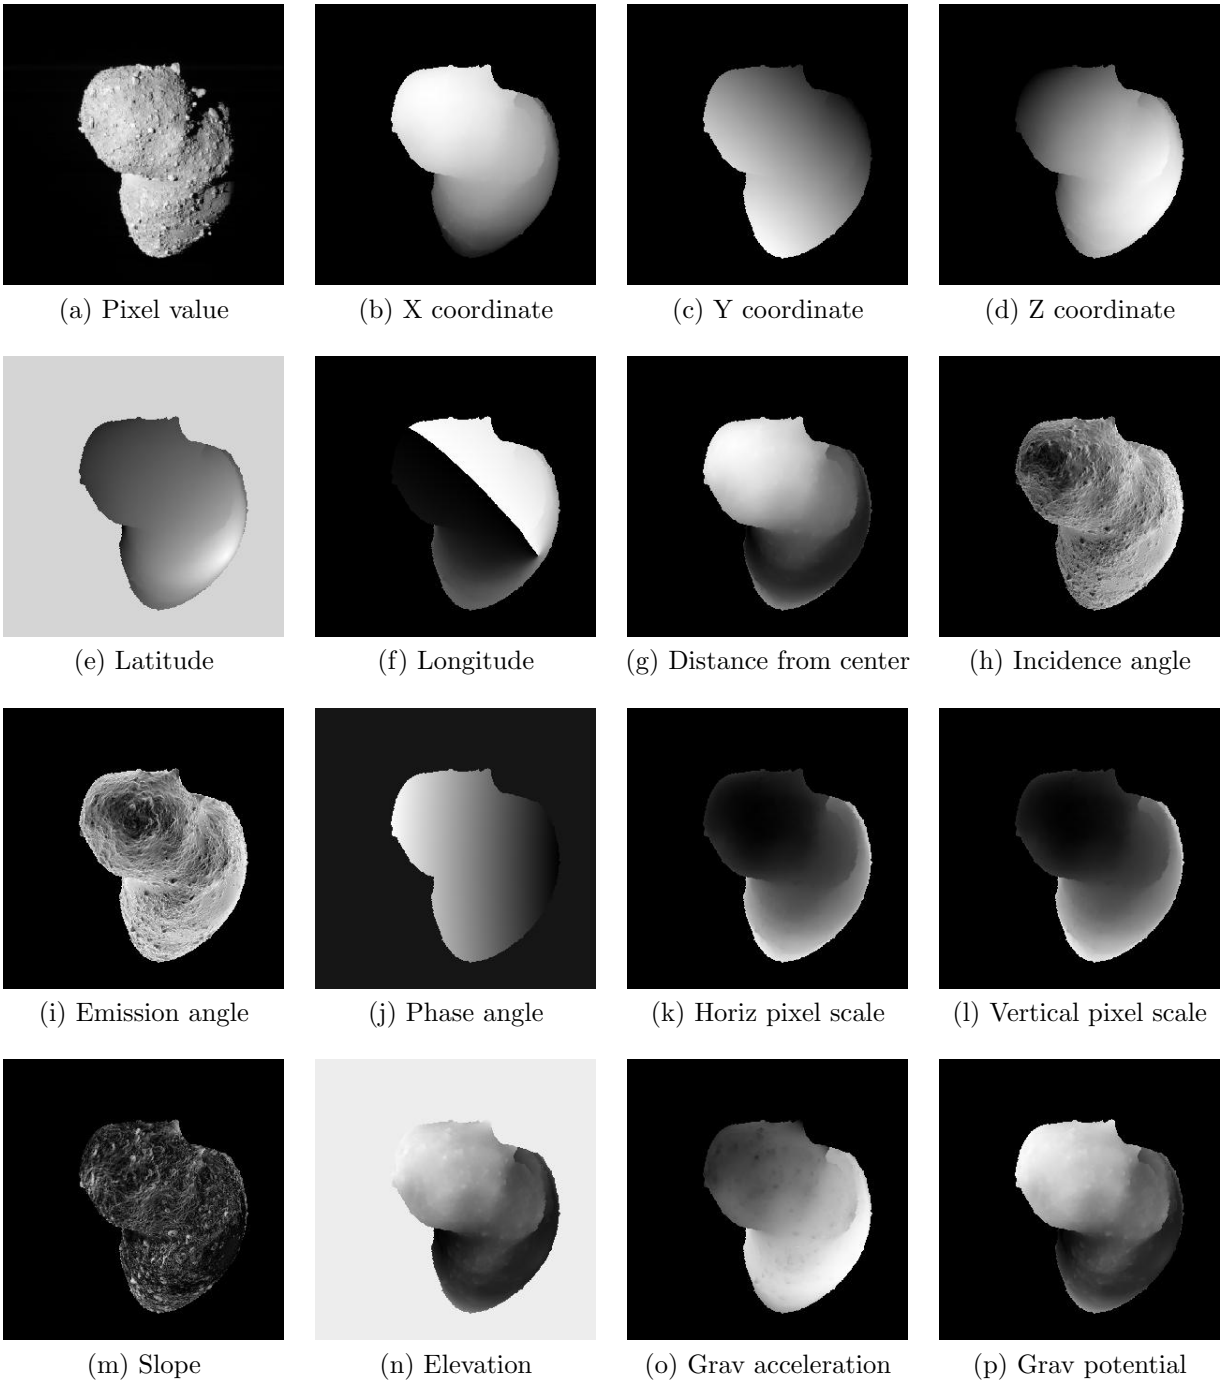 (a) Pixel value
(b) X coordinate
(c) Y coordinate
(d) Z coordinate
(e) Latitude
(f) Longitude
(g) Distance from center
(h) Incidence angle
(i) Emission angle
(j) Phase angle
(k) Horiz pixel scale
(l) Vertical pixel scale
(m) Slope
(n) Elevation
(o) Grav acceleration
(p) Grav potential